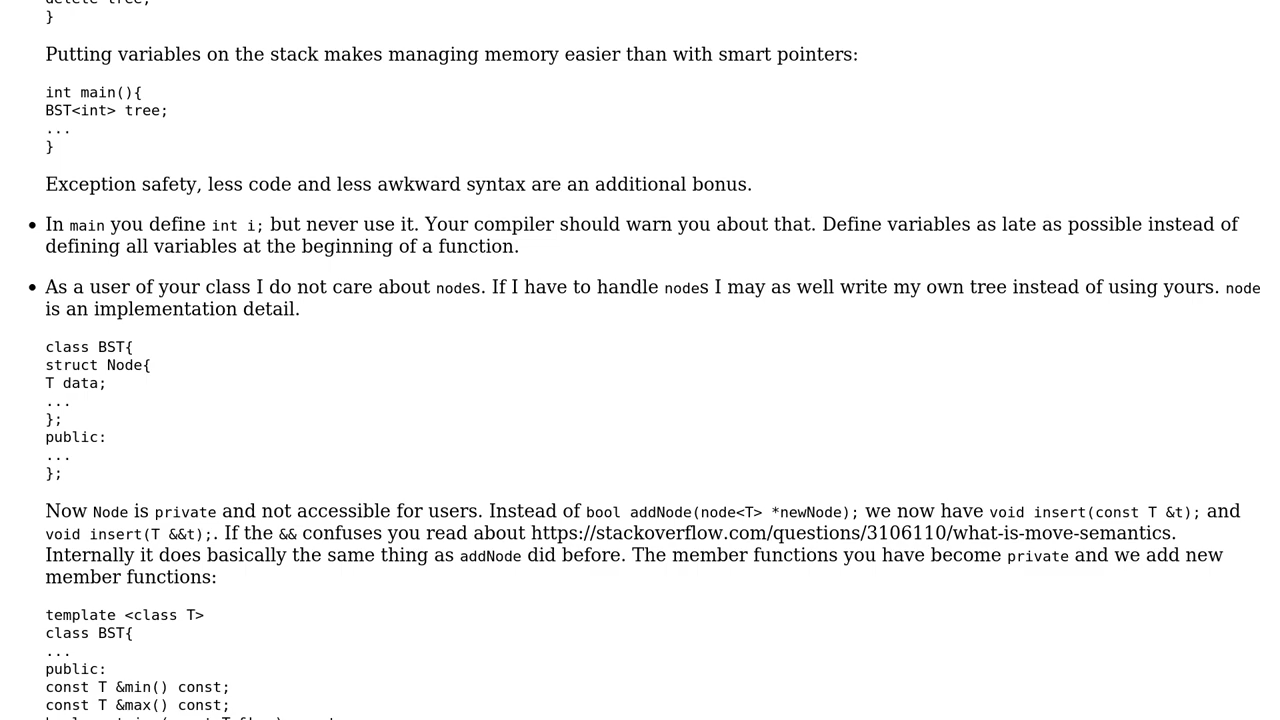 delete tree;
}
Putting variables on the stack makes managing memory easier than with smart pointers:
int main(){
BST<int> tree;
...
}
Exception safety, less code and less awkward syntax are an additional bonus.
• In main you define int i; but never use it. Your compiler should warn you about that. Define variables as late as possible instead of
defining all variables at the beginning of a function.
• As a user of your class I do not care about nodes. If I have to handle nodes I may as well write my own tree instead of using yours. node
is an implementation detail.
class BST{
struct Node{
T data;
...
};
public:
...
};
Now Node is private and not accessible for users. Instead of bool addNode(node<T> *newNode); we now have void insert(const T &t); and
void insert(T &&t);. If the && confuses you read about https://stackoverflow.com/questions/3106110/what-is-move-semantics.
Internally it does basically the same thing as addNode did before. The member functions you have become private and we add new
member functions:
template <class T>
class BST{
...
public:
const T &min() const;
const T &max() const;